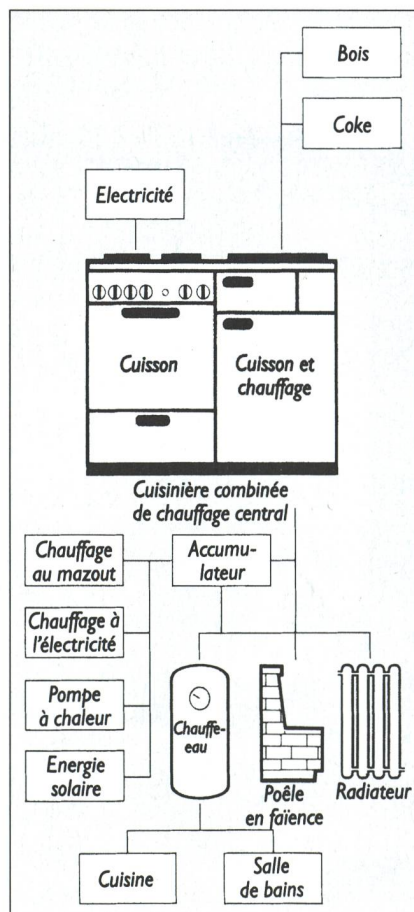 Bois
Coke
Electricité
Cuisson
Cuisson et
chauffage
Cuisinière combinée
de chauffage central
Chauffage
au mazout
Accumu-
lateur
Chauffage à
l'électricité
Pompe
à chaleur
Energie
solaire
Chauffe-
eau
Poêle
en faïence
Radiateur
Cuisine
Salle
de bains